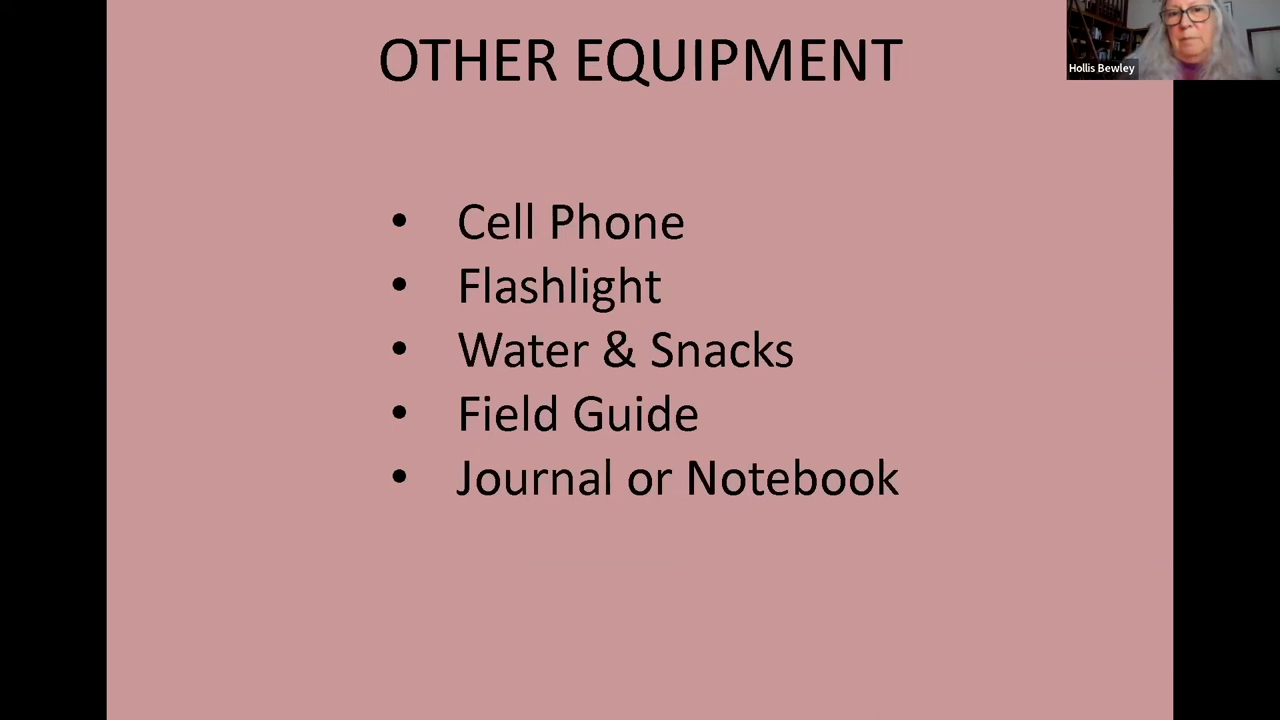 OTHER EQUIPMENT
Hollis Bewley
• Cell Phone
• Flashlight
• Water & Snacks
• Field Guide
• Journal or Notebook